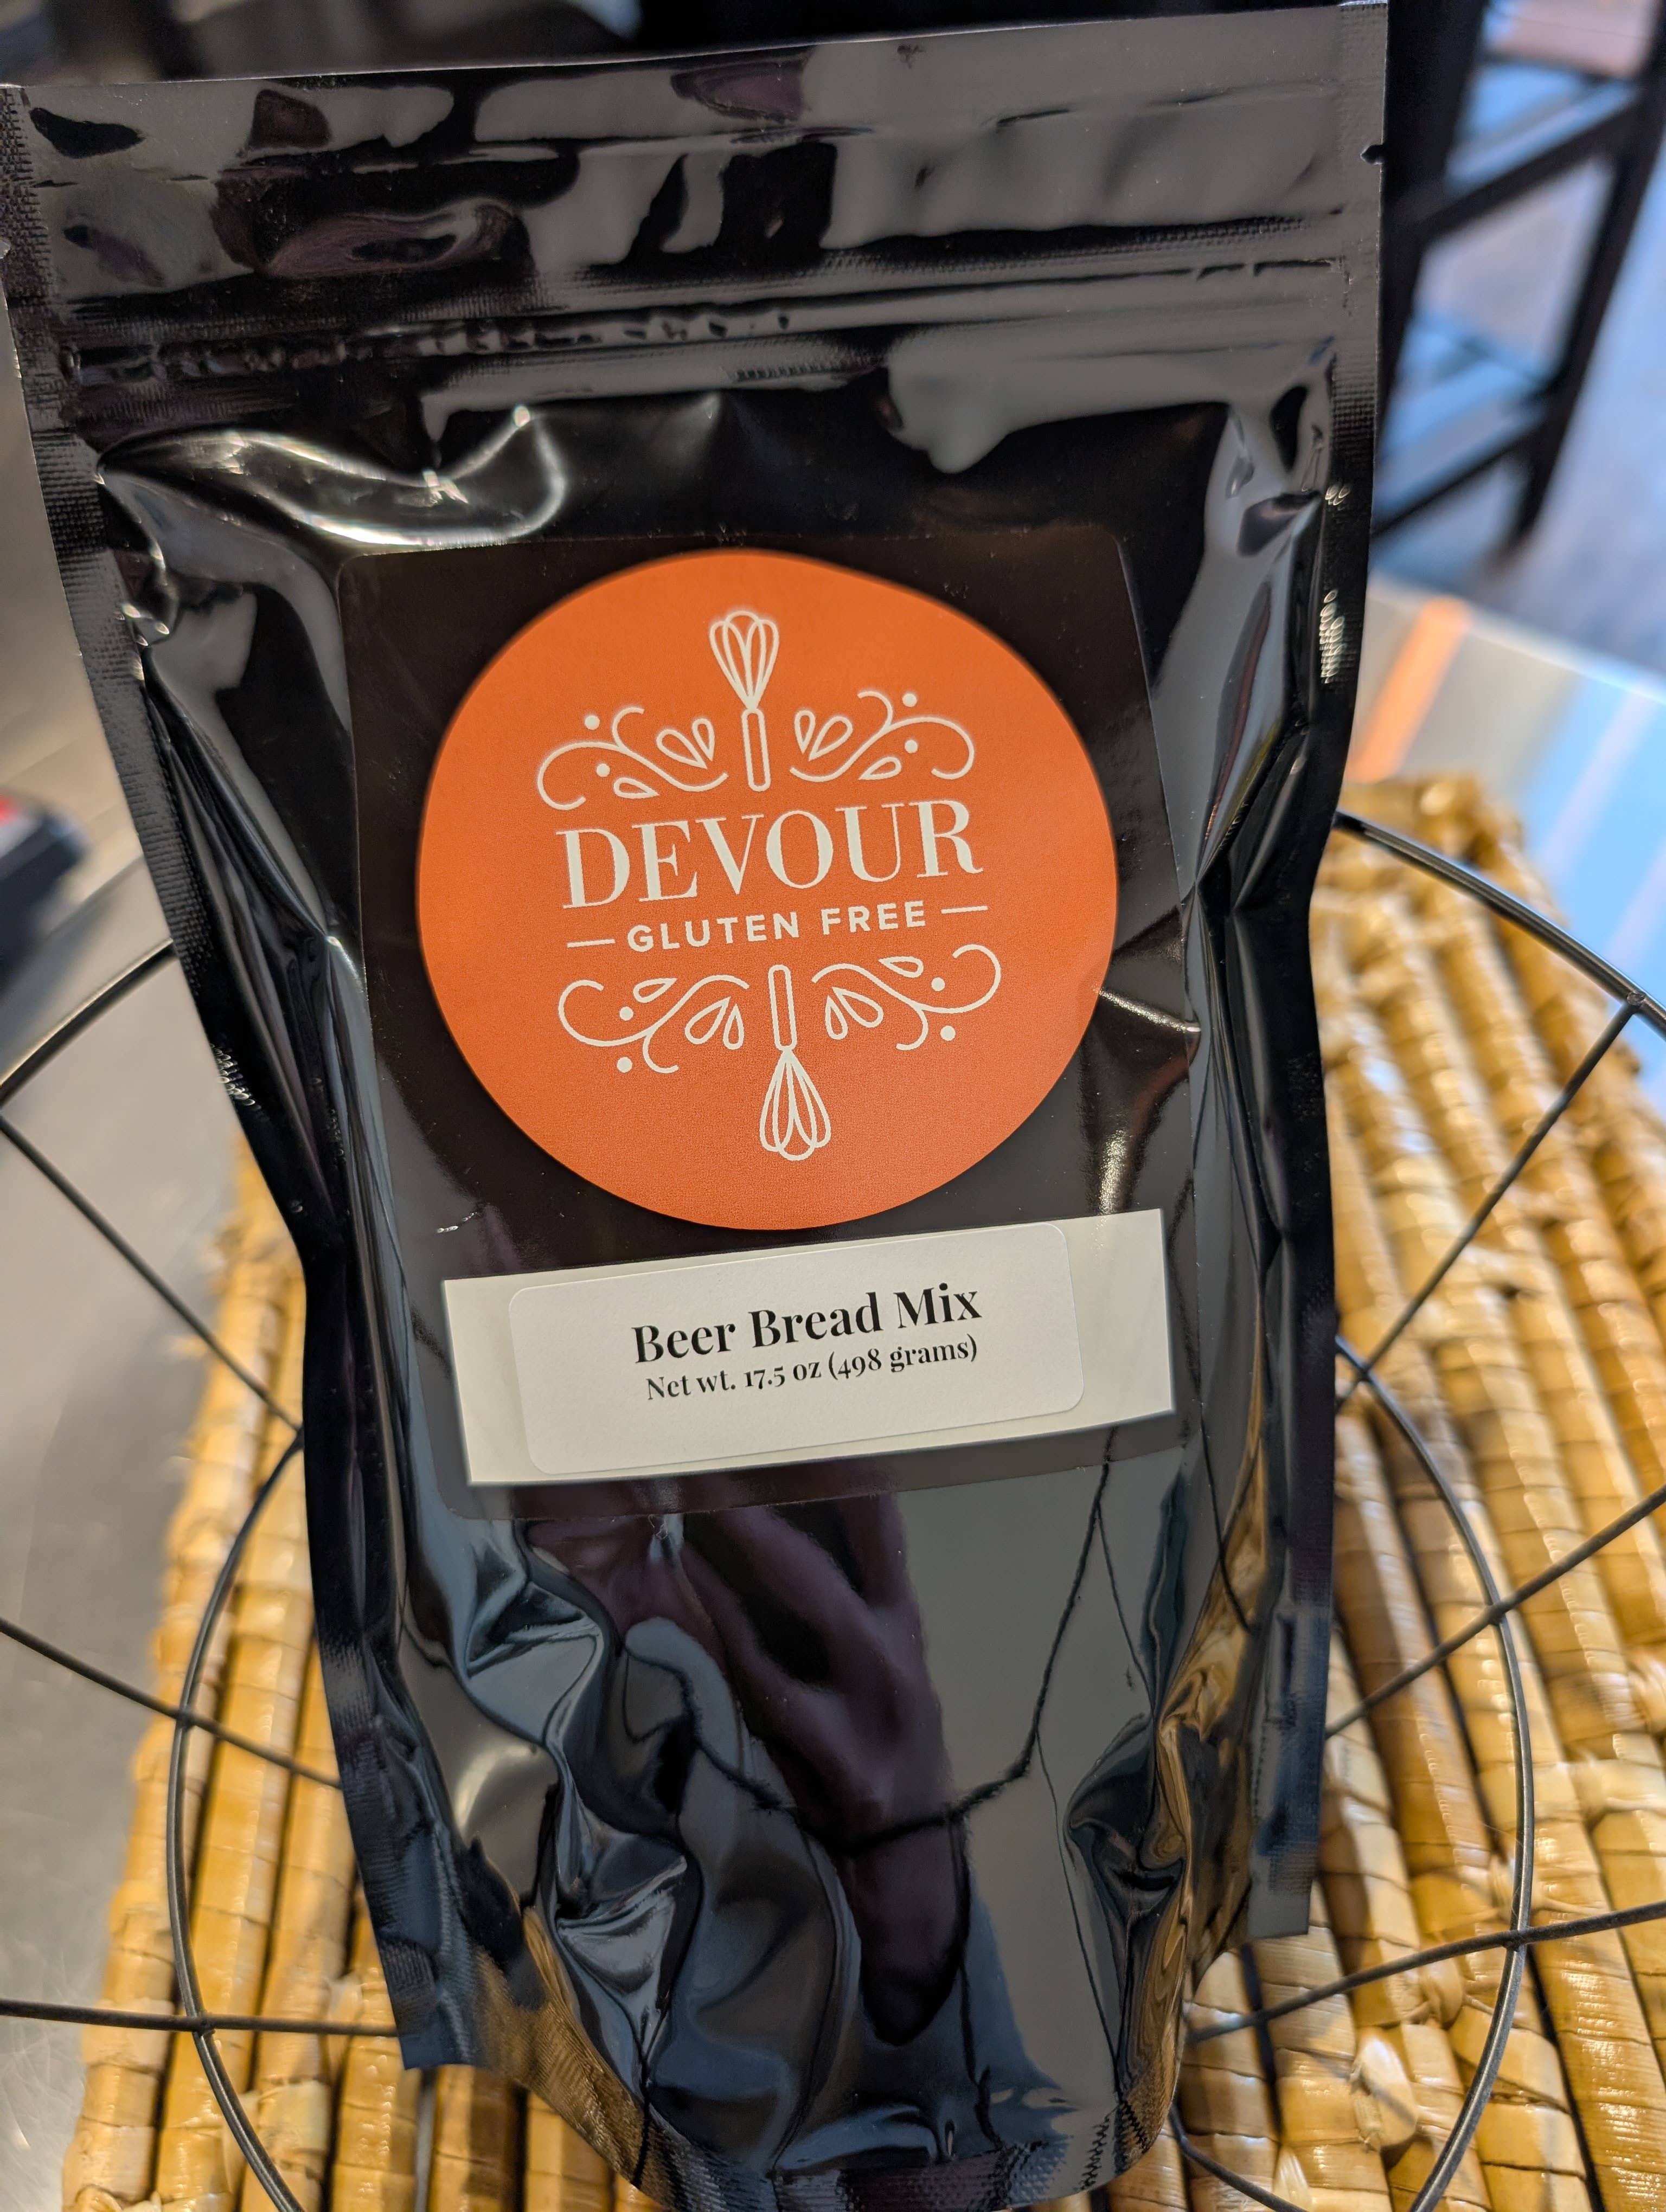 DEVOUR
GLUTEN FREE
Beer Bread Mix
Net wt. 17.5 oz (498 grams)